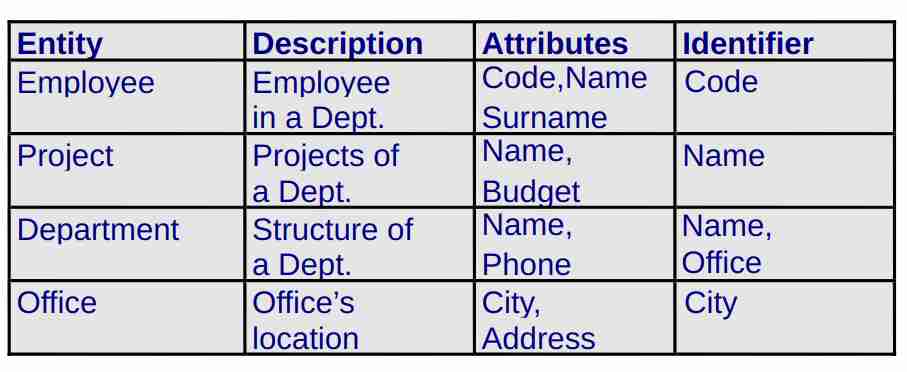 Entity Description Attributes Identifier
Employee Employee Code,Name Code
in a Dept. Surname
Project Projects of Name, Name
a Dept. Budget
Department Structure of Name, Name,
a Dept. Phone Office
Office Office’s City, City
location Address